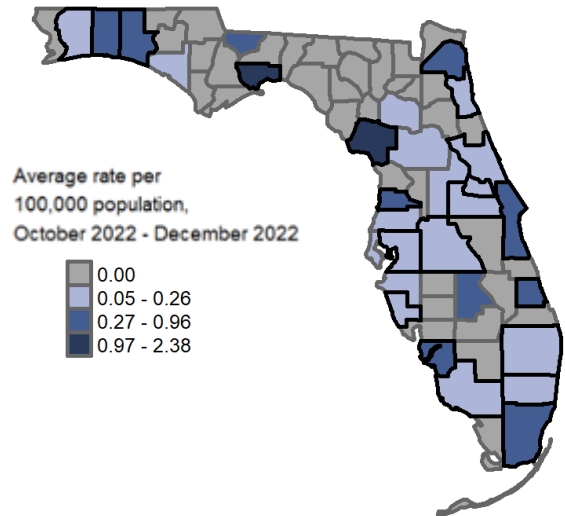 Average rate per
100,000 population,
October 2022 - December 2022
0.00
0.05 - 0.26
0.27 - 0.96
0.97 - 2.38